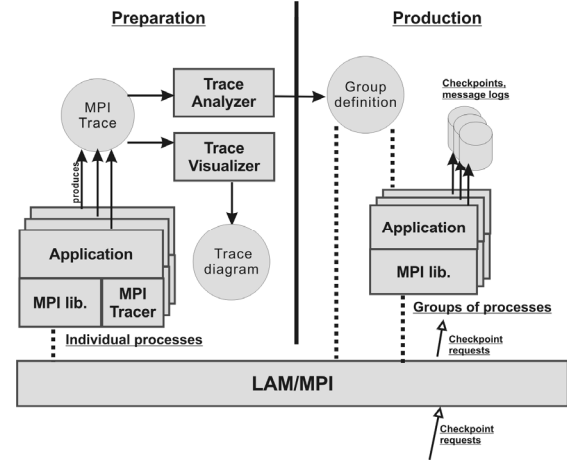 Preparation
Production
MPI
Trace
Trace
Analyzer
Trace
Visualizer
Group
definition
Checkpoints,
message logs
produces
Application
MPI lib.
MPI
Tracer
Trace
diagram
Application
MPI lib.
Individual processes
Groups of processes
Checkpoint
requests
LAM/MPI
Checkpoint
requests